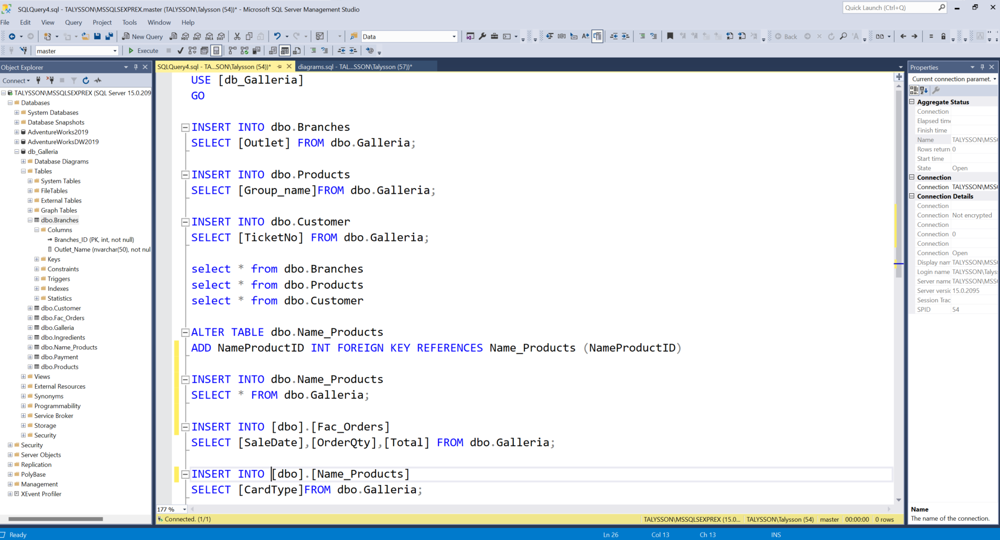 SQLQuery4.sql - TALYSSON\MSSQLSEXPREX.master (TALYSSON\Talysson (54))* - Microsoft SQL Server Management Studio
Quick Launch (Ctrl+Q)
File Edit View Query Project Tools Window Help
New Query
MDX DMX XMLA DAX
Data
Back
master
Execute
Object Explorer
SQLQuery4.sql - TA...SON\Talysson (54))*
diagrams.sql - TAL...SSON\Talysson (57))*
Connect
TALYSSON\MSSQLSEXPREX (SQL Server 15.0.209
Databases
System Databases
Database Snapshots
AdventureWorks2019
AdventureWorksDW2019
db_Galleria
Database Diagrams
Tables
System Tables
FileTables
External Tables
Graph Tables
dbo.Branches
Columns
Branches_ID (PK, int, not null)
Outlet_Name (nvarchar(50), not nul
Keys
Constraints
Triggers
Indexes
Statistics
dbo.Customer
dbo.Fac_Orders
dbo.Galleria
dbo.Ingredients
dbo.Name_Products
dbo.Payment
dbo.Products
Views
External Resources
Synonyms
Programmability
Service Broker
Storage
Security
Security
Server Objects
Replication
PolyBase
Management
XEvent Profiler
USE [db_Galleria]
GO
INSERT INTO dbo.Branches
SELECT [Outlet] FROM dbo.Galleria;
INSERT INTO dbo.Products
SELECT [Group_name]FROM dbo.Galleria;
INSERT INTO dbo.Customer
SELECT [TicketNo] FROM dbo.Galleria;
select * from dbo.Branches
select * from dbo.Products
select * from dbo.Customer
ALTER TABLE dbo.Name_Products
ADD NameProductID INT FOREIGN KEY REFERENCES Name_Products (NameProductID)
INSERT INTO dbo.Name_Products
SELECT * FROM dbo.Galleria;
INSERT INTO [dbo].[Fac_Orders]
SELECT [SaleDate],[OrderQty],[Total] FROM dbo.Galleria;
INSERT INTO [dbo].[Name_Products]
SELECT [CardType]FROM dbo.Galleria;
177 %
Connected. (1/1)
TALYSSON\MSSQLSEXPREX (15.0... TALYSSON\Talysson (54) master 00:00:00 0 rows
Properties
Current connection paramet.
Aggregate Status
Connection
Elapsed time
Finish time
Name TALYSSON\MSS
Rows return 0
Start time
State Open
Connection
Connection TALYSSON\MSS
Connection Details
Connection
Connection Not encrypted
Connection
Connection 0
Connection
Connection Open
Display nam TALYSSON\MSS
Login name TALYSSON\Talys
Server name TALYSSON\MSS
Server versic 15.0.2095
Session Trac
SPID 54
Name
The name of the connection.
Ready
Ln 26 Col 13 Ch 13 INS